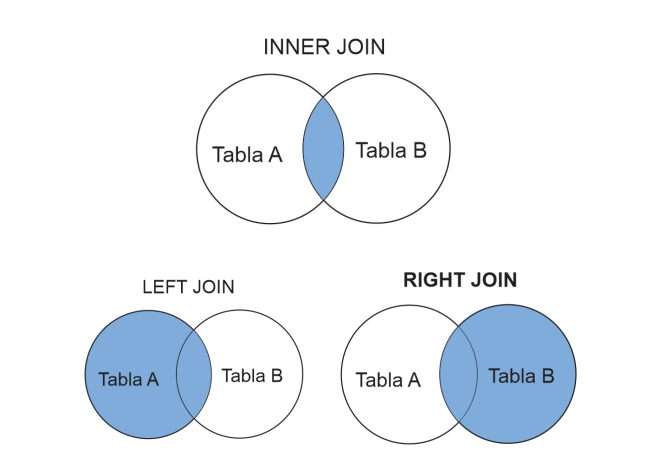 INNER JOIN
Tabla A
Tabla B
LEFT JOIN
Tabla A
Tabla B
RIGHT JOIN
Tabla A
Tabla B